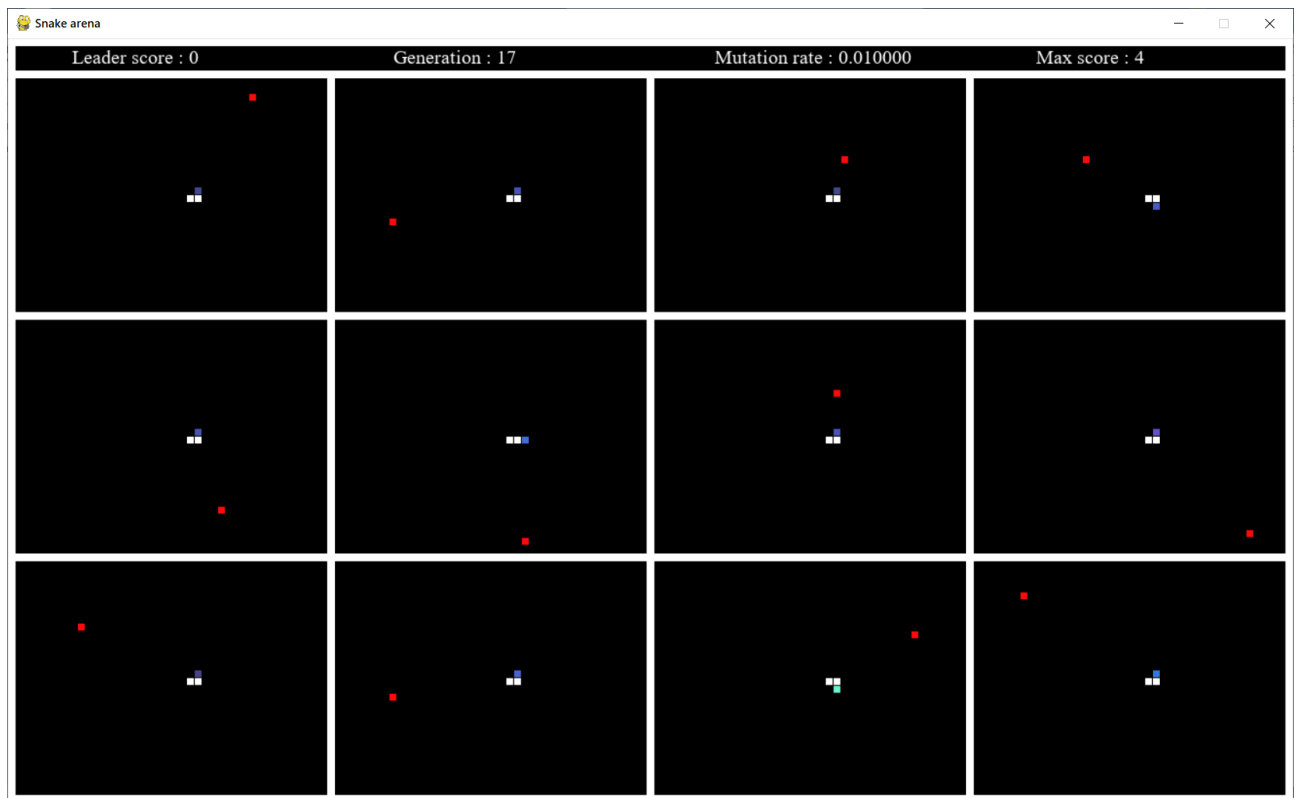 Snake arena
Leader score : 0 Generation : 17 Mutation rate : 0.010000 Max score : 4